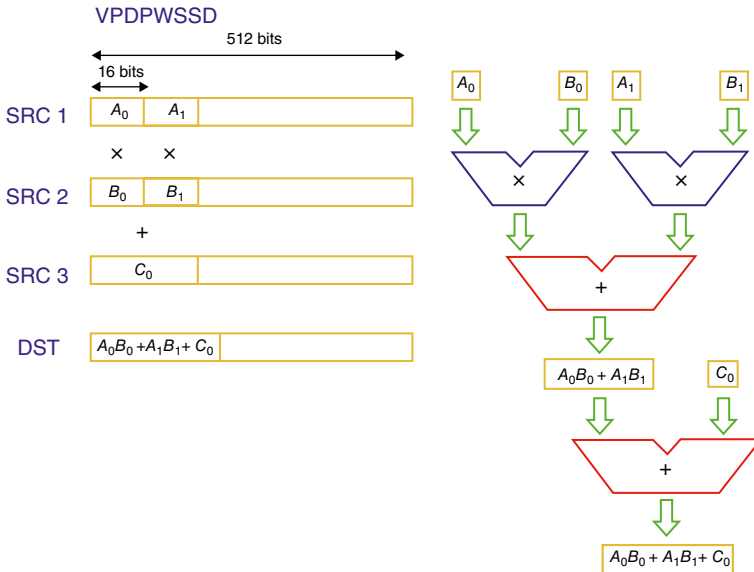 VPDPWSSD
512 bits
16 bits
SRC 1
A₀ A₁
× ×
SRC 2
B₀ B₁
+
SRC 3
C₀
DST
A₀B₀ +A₁B₁+ C₀
A₀ B₀ A₁ B₁
× ×
+
A₀B₀ + A₁B₁
C₀
+
A₀B₀ + A₁B₁+ C₀